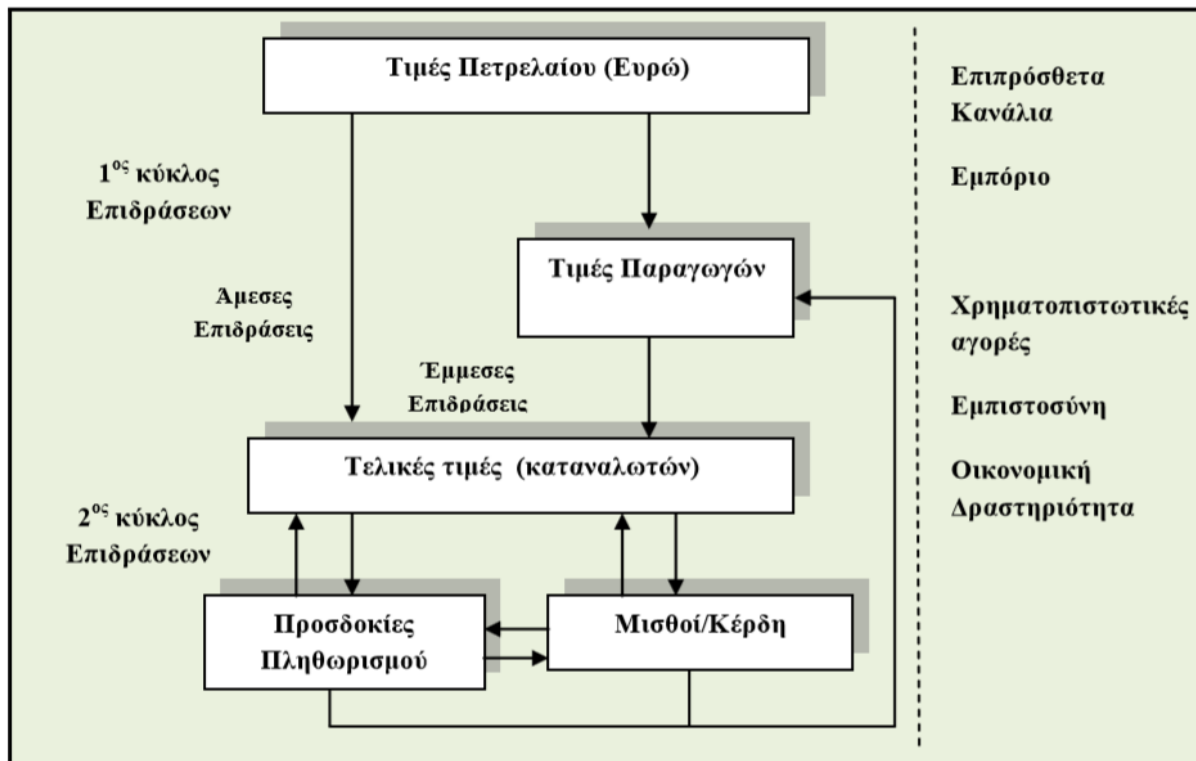 Τιμές Πετρελαίου (Ευρώ)
1ος κύκλος
Επιδράσεων
Τιμές Παραγωγών
Άμεσες
Επιδράσεις
Έμμεσες
Επιδράσεις
Τελικές τιμές (καταναλωτών)
2ος κύκλος
Επιδράσεων
Προσδοκίες
Πληθωρισμού
Μισθοί/Κέρδη
Επιπρόσθετα
Κανάλια
Εμπόριο
Χρηματοπιστωτικές
αγορές
Εμπιστοσύνη
Οικονομική
Δραστηριότητα